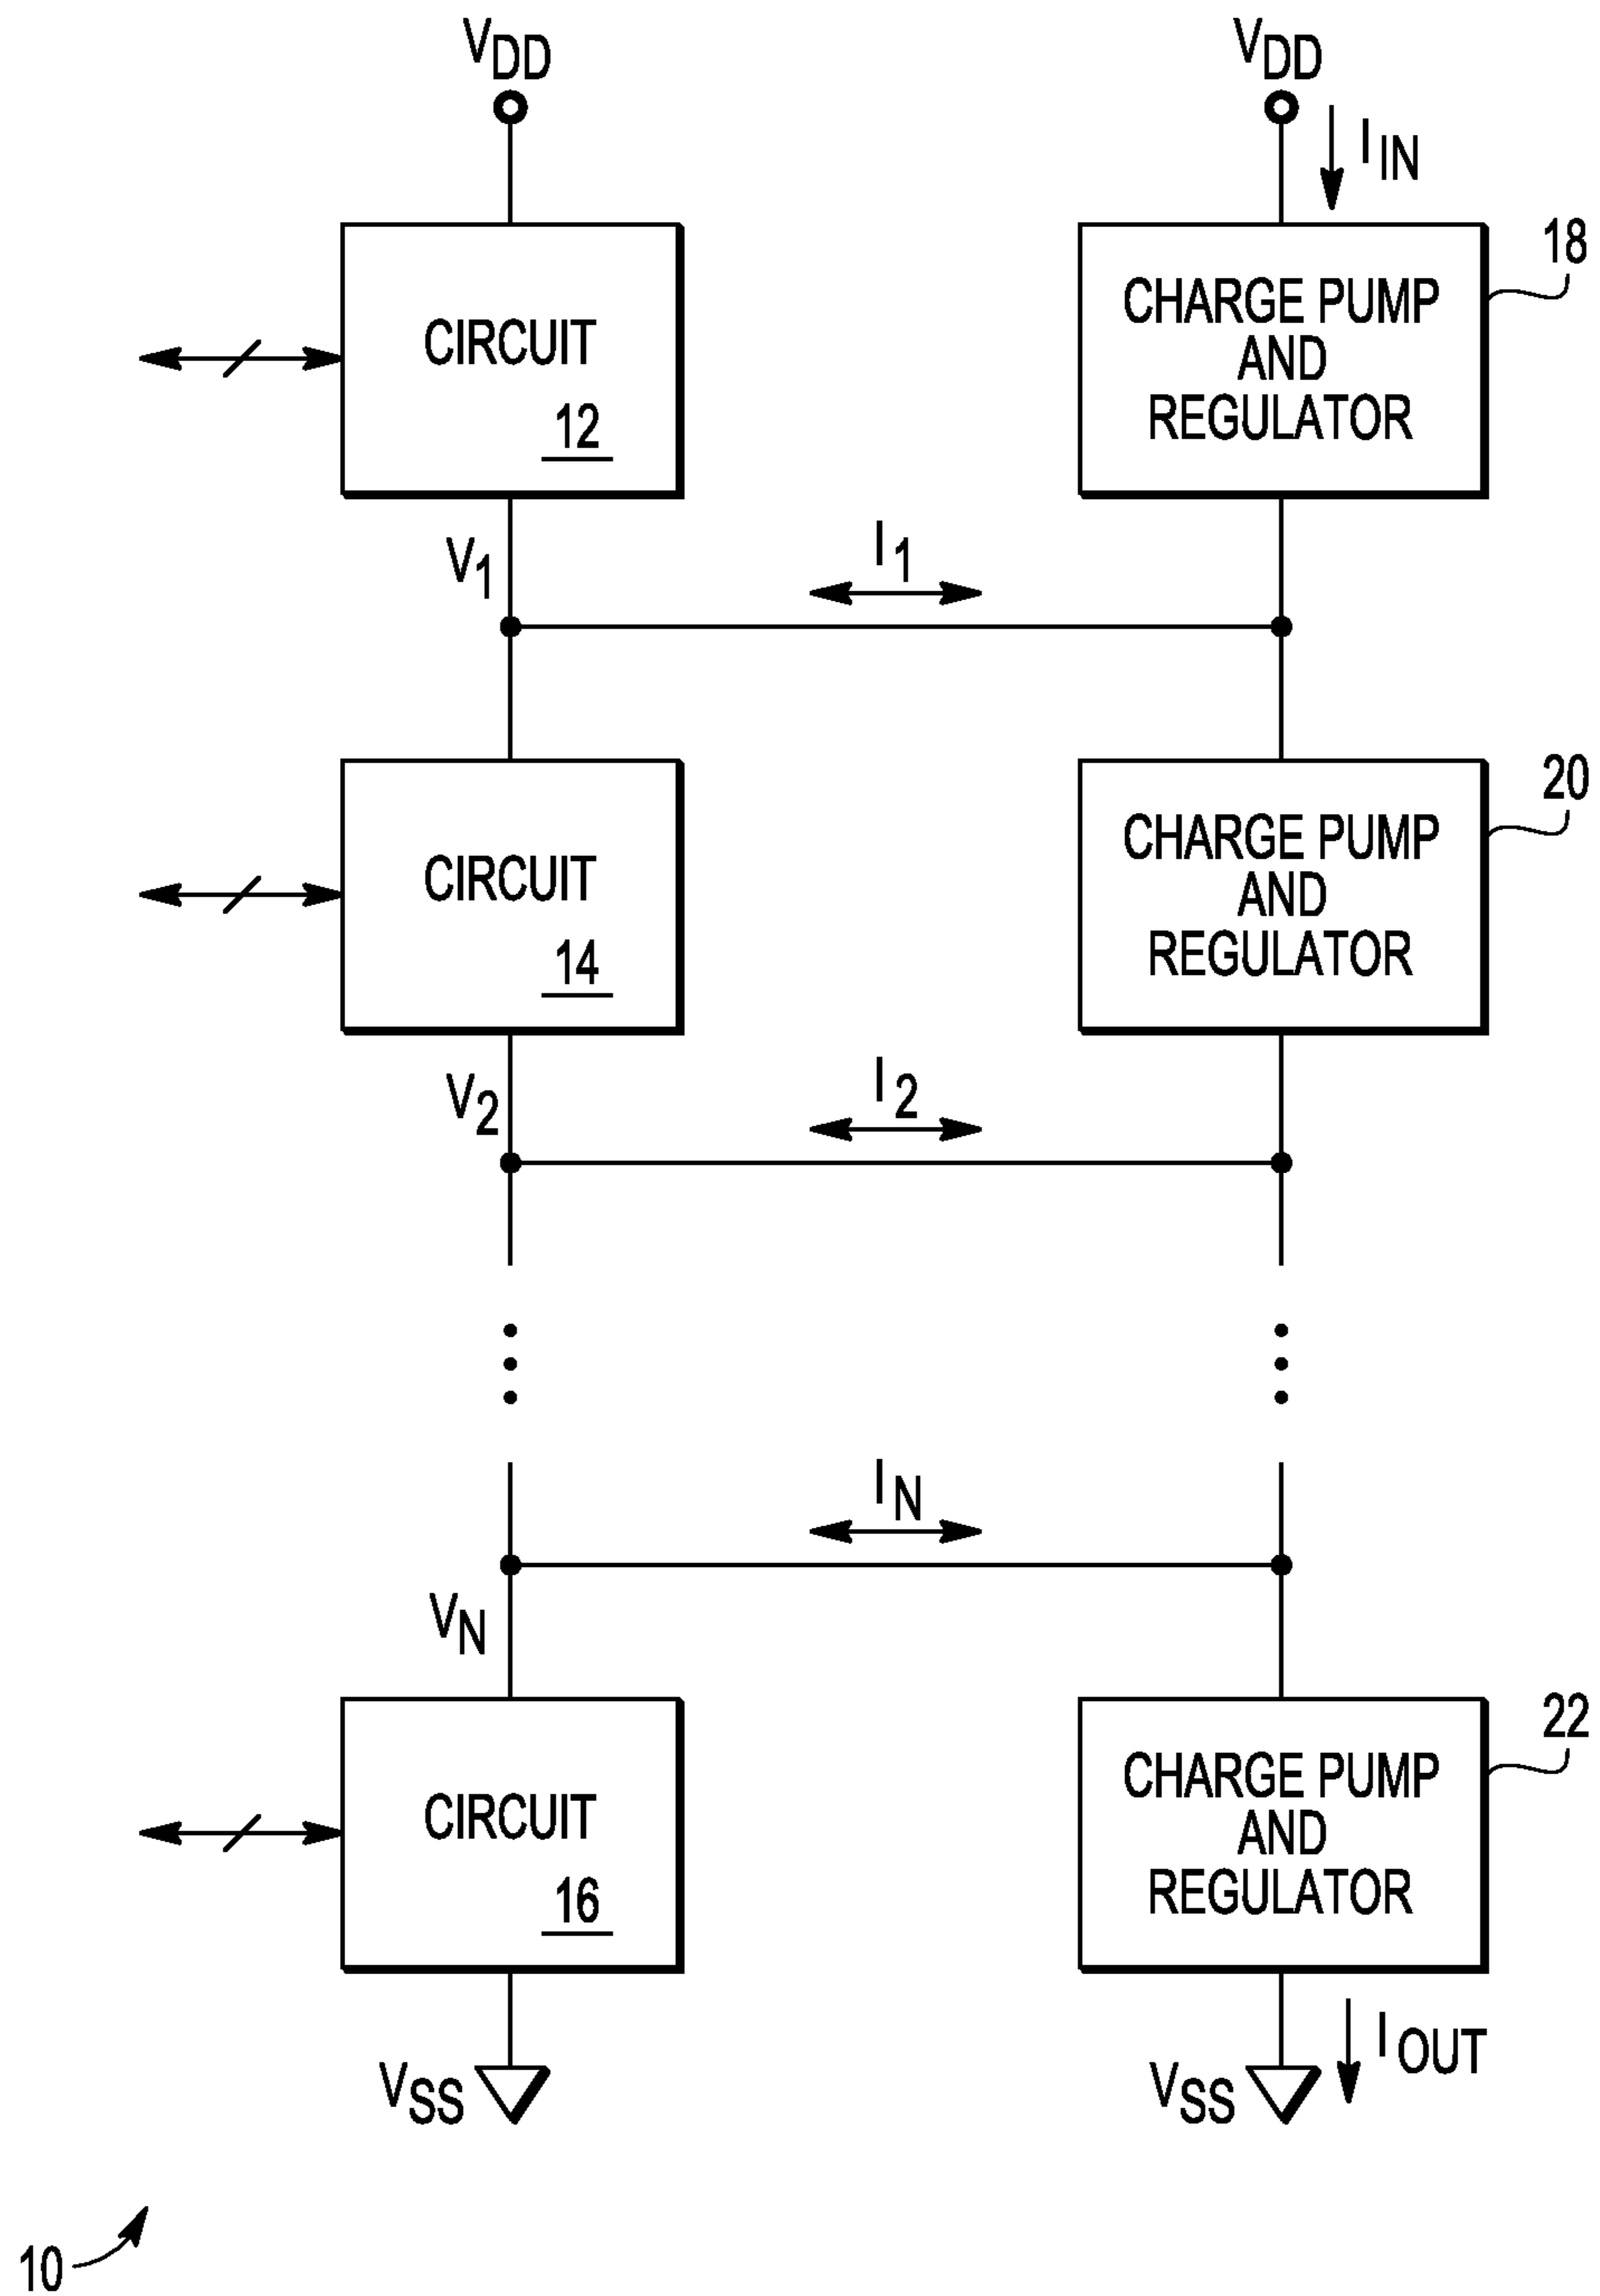 VDD
VDD
IIN
CIRCUIT
12
CHARGE PUMP
AND
REGULATOR
18
V1
I1
CIRCUIT
14
CHARGE PUMP
AND
REGULATOR
20
V2
I2
IN
VN
CIRCUIT
16
CHARGE PUMP
AND
REGULATOR
22
VSS
VSS
IOUT
10